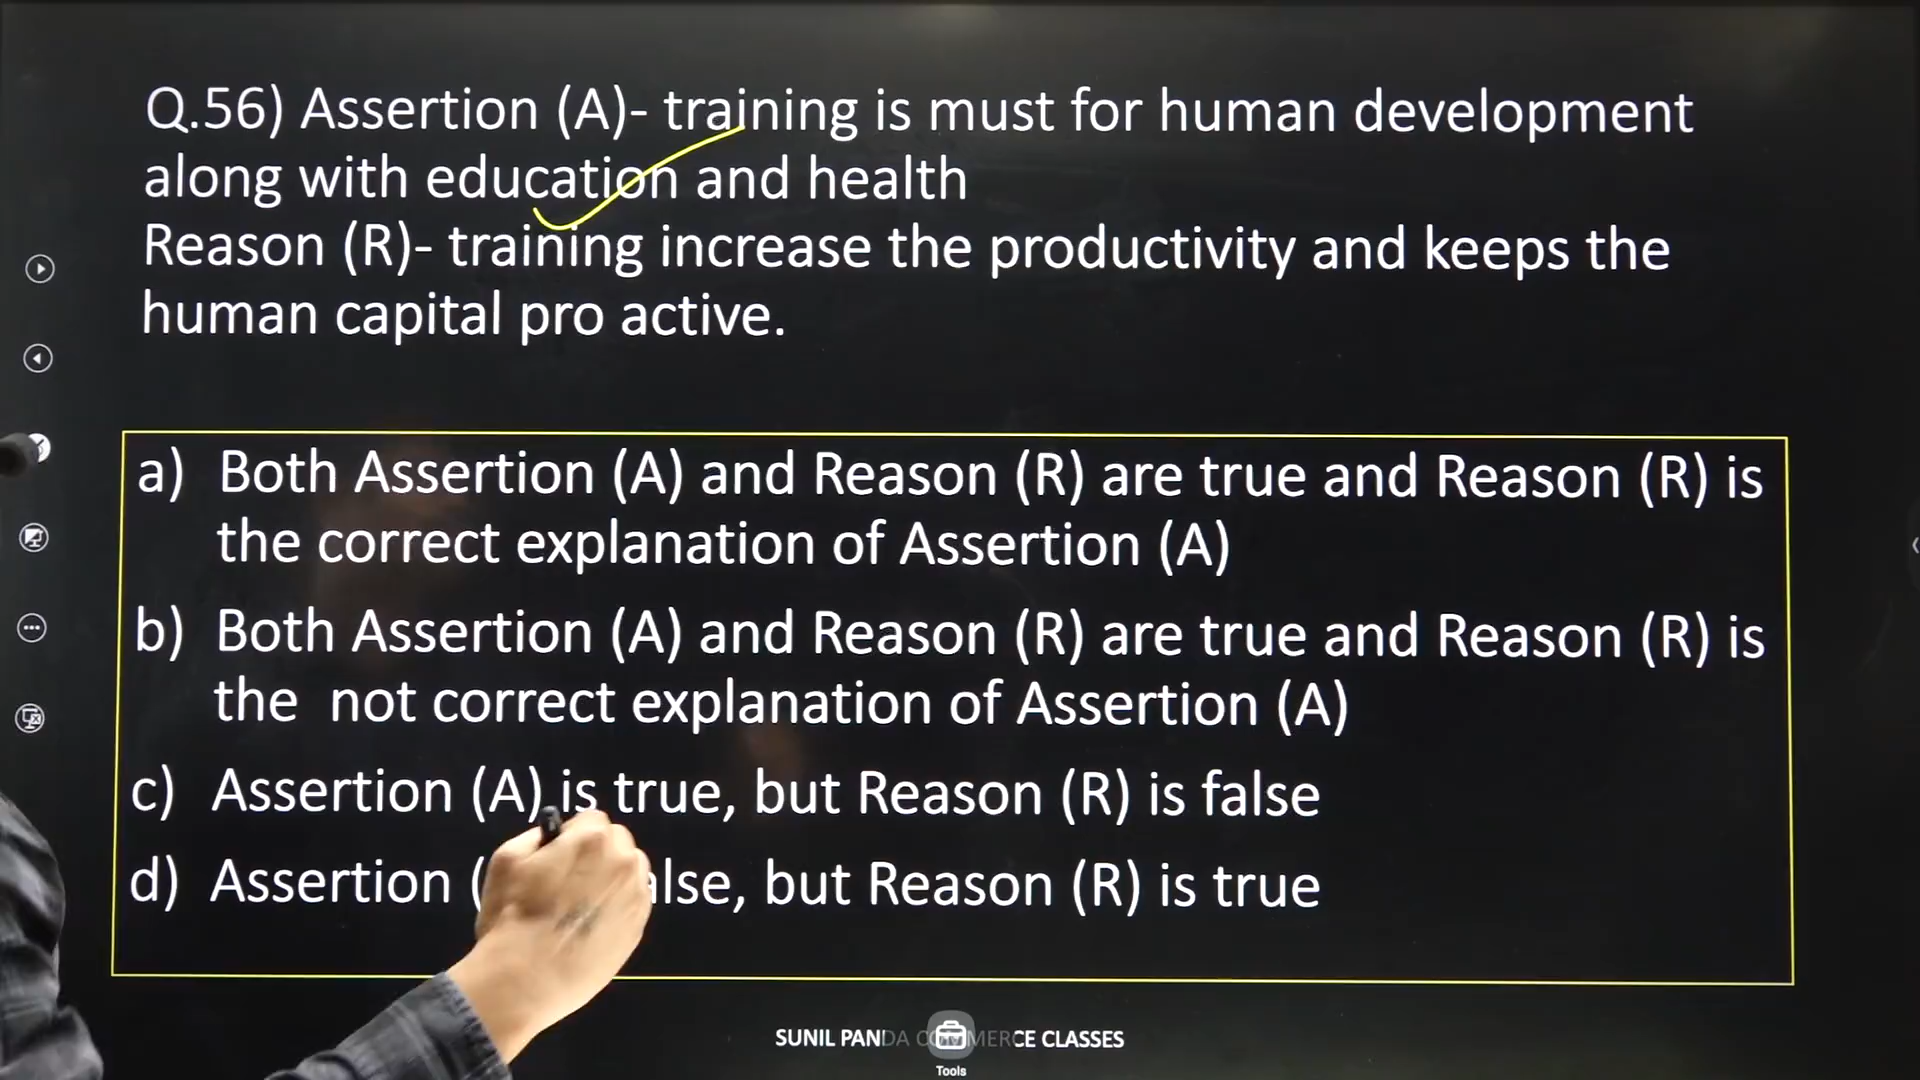 Q.56) Assertion (A)- training is must for human development
along with education and health
Reason (R)- training increase the productivity and keeps the
human capital pro active.
a) Both Assertion (A) and Reason (R) are true and Reason (R) is
the correct explanation of Assertion (A)
b) Both Assertion (A) and Reason (R) are true and Reason (R) is
the not correct explanation of Assertion (A)
c) Assertion (A) is true, but Reason (R) is false
d) Assertion ( alse, but Reason (R) is true
SUNIL PANDA COMMERCE CLASSES
Tools